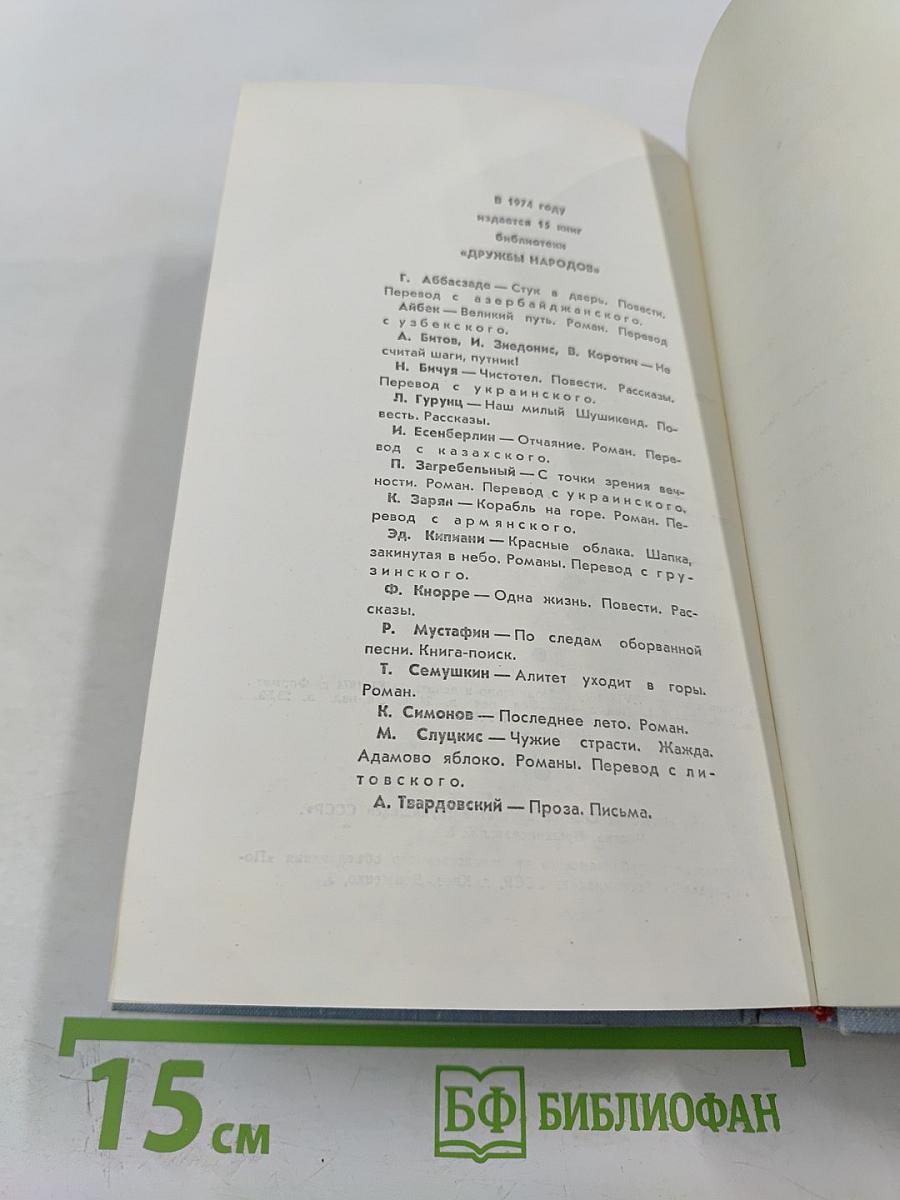 В 1974 году
издается 15 книг
библиотеки
«ДРУЖБЫ НАРОДОВ»
Г. Аббасзаде — Стук в дверь. Повести.
Перевод с азербайджанского.
Айбек — Великий путь. Роман. Перевод
с узбекского.
А. Битов, И. Зиедонис, В. Коротич — Не
считай шаги, путник!
Н. Бичуя — Чистотел. Повести. Рассказы.
Перевод с украинского.
Л. Гурунц — Наш милый Шушикенд. По-
весть. Рассказы.
И. Есенберлин — Отчаяние. Роман. Пере-
вод с казахского.
П. Загребельный — С точки зрения веч-
ности. Роман. Перевод с украинского.
К. Зарян — Корабль на горе. Роман. Пе-
ревод с армянского.
Эд. Кипиани — Красные облака. Шапка,
закинутая в небо. Романы. Перевод с гру-
зинского.
Ф. Кнорре — Одна жизнь. Повести. Рас-
сказы.
Р. Мустафин — По следам оборванной
песни. Книга-поиск.
Т. Семушкин — Алитет уходит в горы.
Роман.
К. Симонов — Последнее лето. Роман.
М. Слуцкис — Чужие страсти. Жажда.
Адамово яблоко. Романы. Перевод с ли-
товского.
А. Твардовский — Проза. Письма.
15 см
БФ БИБЛИОФАН